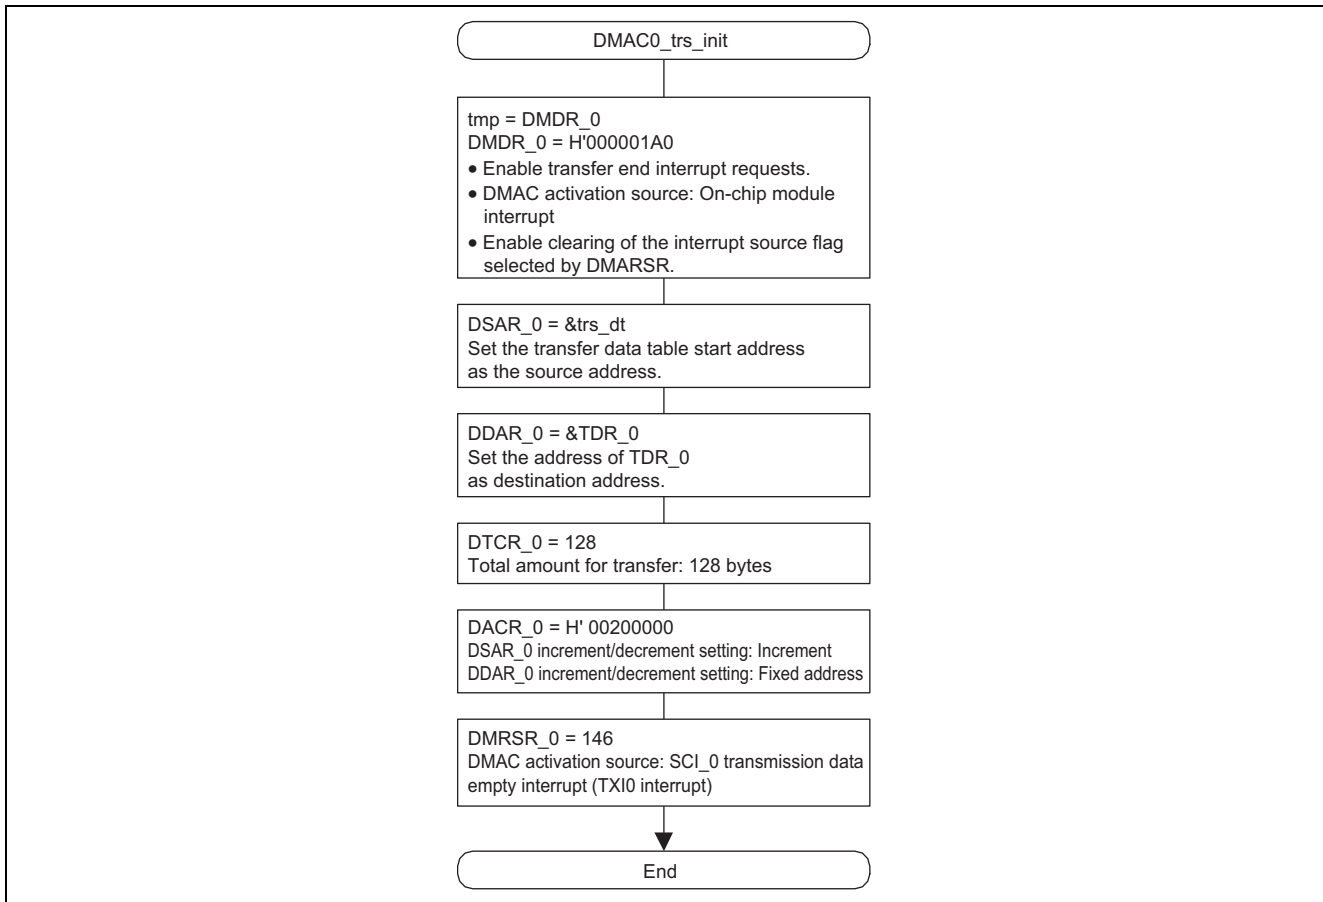 DMAC0_trs_init
tmp = DMDR_0
DMDR_0 = H'000001A0
• Enable transfer end interrupt requests.
• DMAC activation source: On-chip module
interrupt
• Enable clearing of the interrupt source flag
selected by DMARSR.
DSAR_0 = &trs_dt
Set the transfer data table start address
as the source address.
DDAR_0 = &TDR_0
Set the address of TDR_0
as destination address.
DTCR_0 = 128
Total amount for transfer: 128 bytes
DACR_0 = H' 00200000
DSAR_0 increment/decrement setting: Increment
DDAR_0 increment/decrement setting: Fixed address
DMRSR_0 = 146
DMAC activation source: SCI_0 transmission data
empty interrupt (TXI0 interrupt)
End